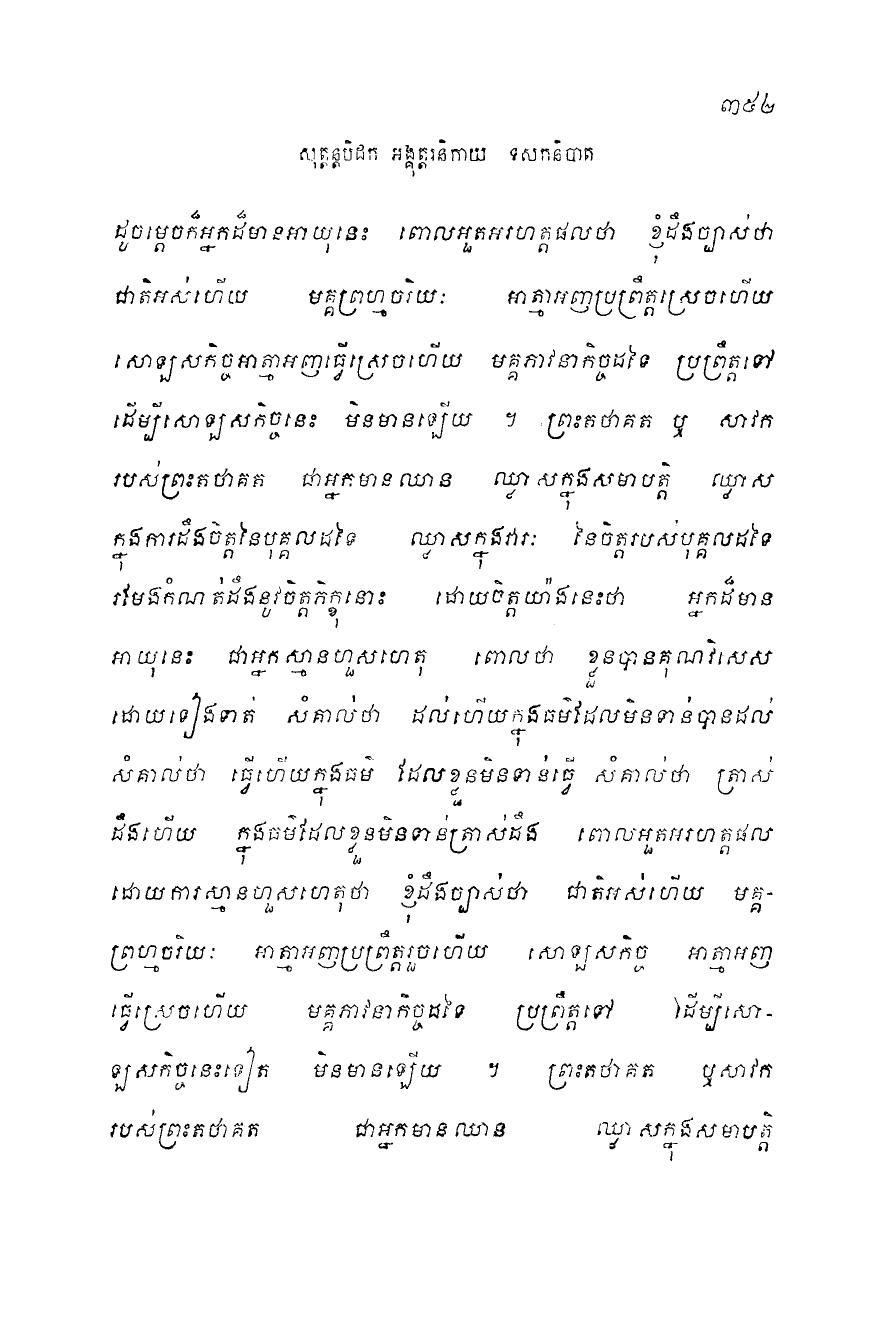 ៣៥២
សុត្តន្តបិដក អង្គុត្តរនិកាយ ទសកនិបាត
ដូចម្តេចក៏អ្នកដ៏មានអាយុនេះ ពោលអួតអរហត្តផលថា ខ្ញុំដឹងច្បាស់ថា
ជាតិអស់ហើយ មគ្គព្រហ្មចរិយៈ អាត្មាអញប្រព្រឹត្តស្រេចហើយ
សោឡសកិច្ចអាត្មាអញធ្វើស្រេចហើយ មគ្គភាវនាកិច្ចដទៃ ប្រព្រឹត្តទៅ
ដើម្បីសោឡសកិច្ចនេះ មិនមានឡើយ ។ ព្រះតថាគត ឬ សាវក
របស់ព្រះតថាគត ជាអ្នកមានឈាន ឈ្លាសក្នុងសមាបត្តិ ឈ្លាស
ក្នុងការដឹងចិត្តនៃបុគ្គលដទៃ ឈ្លាសក្នុងវារៈ នៃចិត្តរបស់បុគ្គលដទៃ
រមែងកំណត់ដឹងនូវចិត្តភិក្ខុនោះ ដោយចិត្តយ៉ាងនេះថា អ្នកដ៏មាន
អាយុនេះ ជាអ្នកស្មានហួសហេតុ ពោលថា ខ្លួនបានគុណវិសេស
ដោយទៀងទាត់ សំគាល់ថា ដល់ហើយក្នុងធម៌ដែលមិនទាន់បានដល់
សំគាល់ថា ធ្វើហើយក្នុងធម៌ ដែលខ្លួនមិនទាន់ធ្វើ សំគាល់ថា ត្រាស់
ដឹងហើយ ក្នុងធម៌ដែលខ្លួនមិនទាន់ត្រាស់ដឹង ពោលអួតអរហត្តផល
ដោយការស្មានហួសហេតុថា ខ្ញុំដឹងច្បាស់ថា ជាតិអស់ហើយ មគ្គ-
ព្រហ្មចរិយៈ អាត្មាអញប្រព្រឹត្តរួចហើយ សោឡសកិច្ច អាត្មាអញ
ធ្វើស្រេចហើយ មគ្គភាវនាកិច្ចដទៃ ប្រព្រឹត្តទៅ ដើម្បីសោ-
ឡសកិច្ចនេះទៀត មិនមានឡើយ ។ ព្រះតថាគត ឬសាវក
របស់ព្រះតថាគត ជាអ្នកមានឈាន ឈ្លាសក្នុងសមាបត្តិ